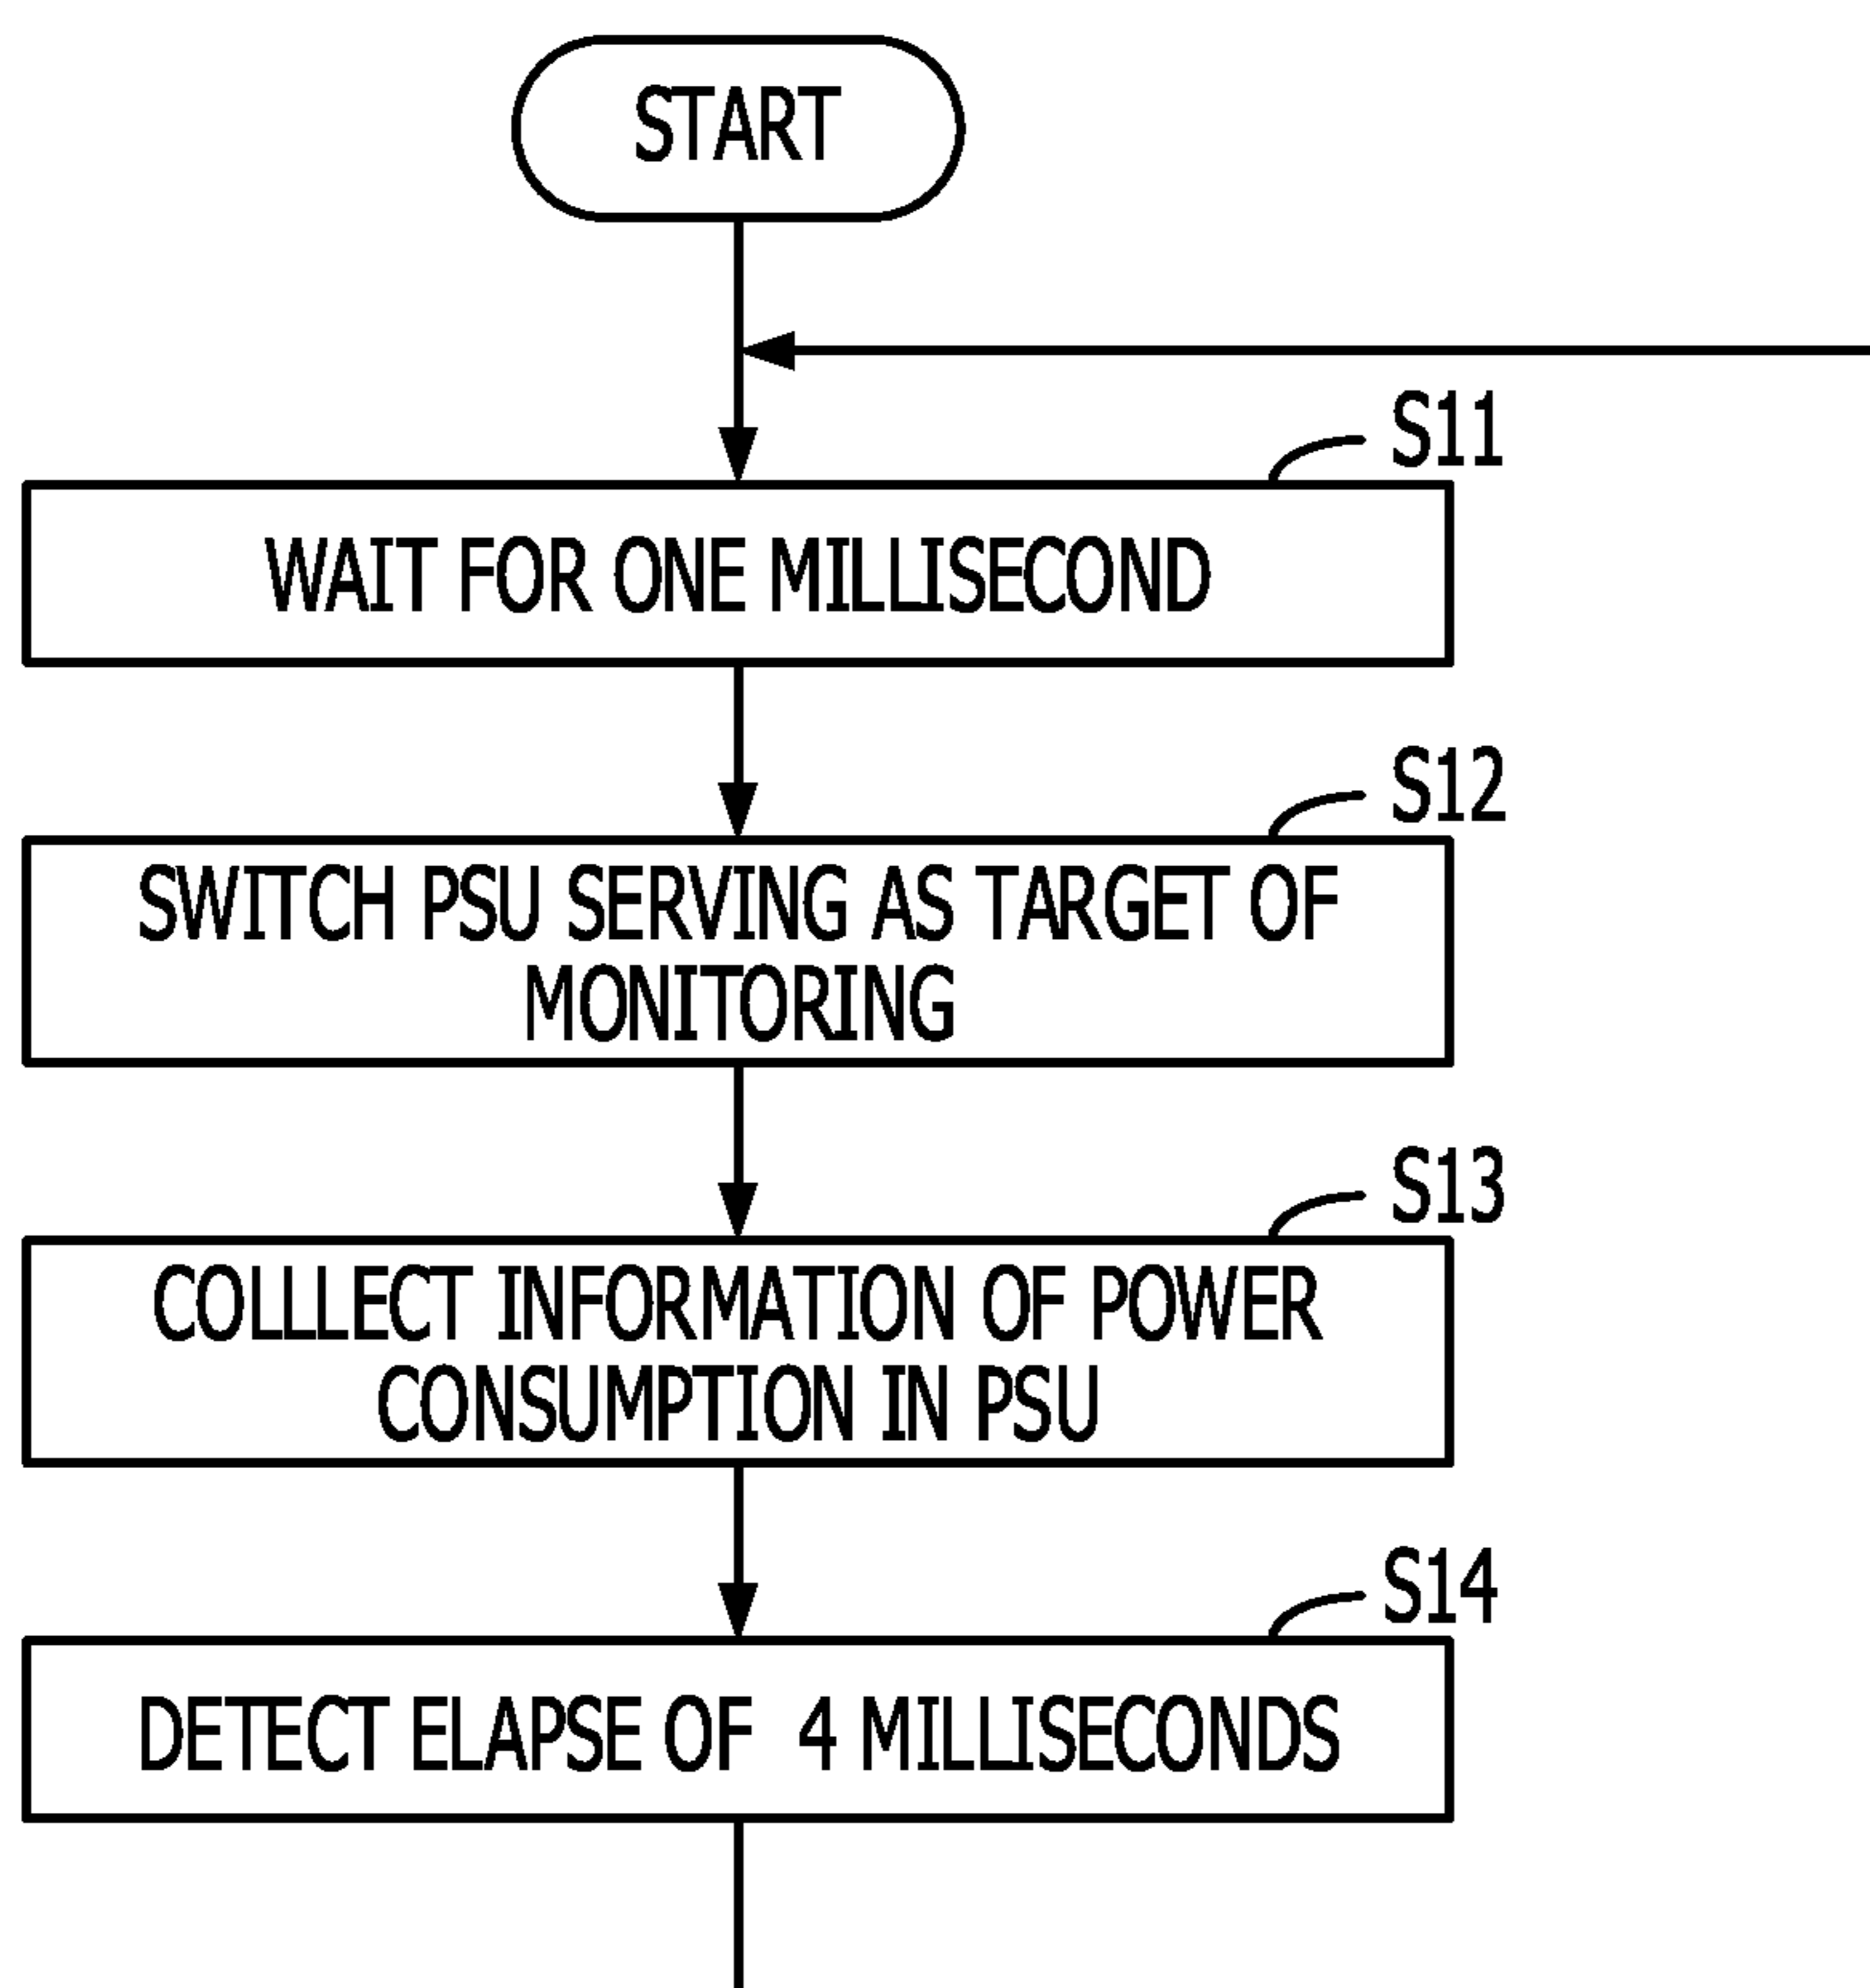 START
S11
WAIT FOR ONE MILLISECOND
S12
SWITCH PSU SERVING AS TARGET OF
MONITORING
S13
COLLLECT INFORMATION OF POWER
CONSUMPTION IN PSU
S14
DETECT ELAPSE OF 4 MILLISECONDS